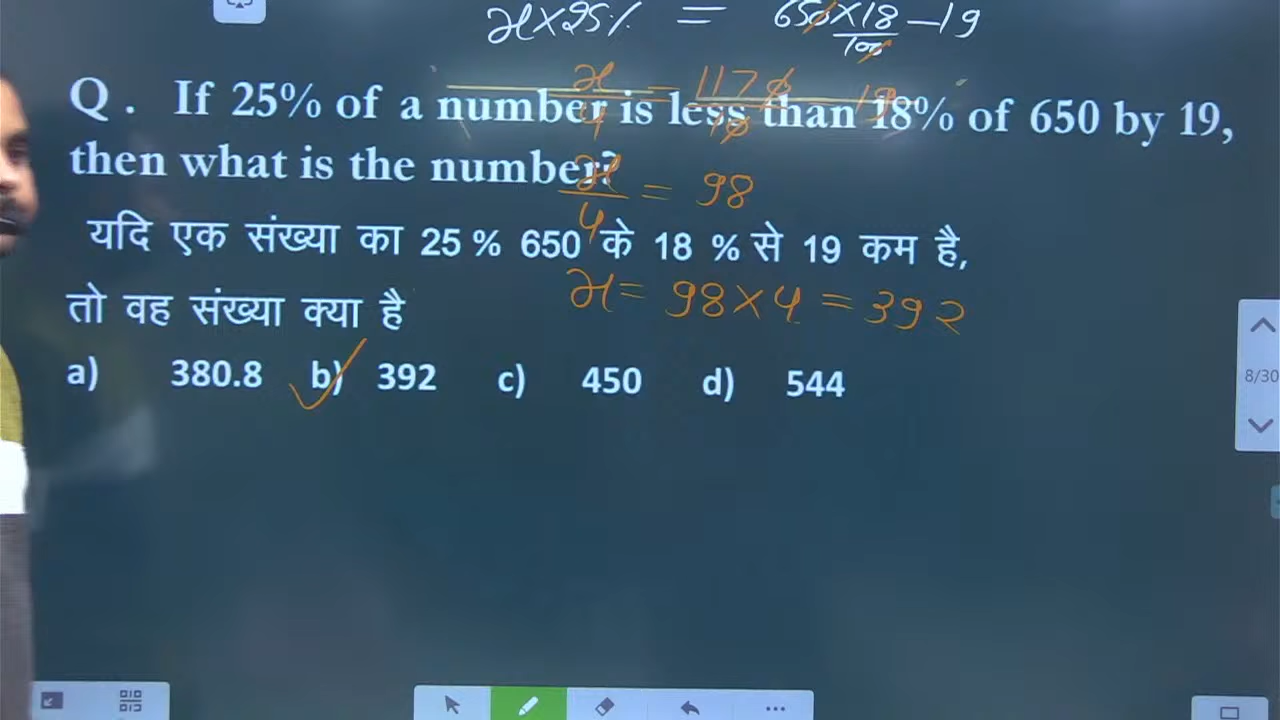 x×25% = 650×18/100 –19
x/4 = 1170/10 – 19
Q . If 25% of a number is less than 18% of 650 by 19,
then what is the number?
x/4 = 98
यदि एक संख्या का 25 % 650 के 18 % से 19 कम है,
x = 98×4 = 392
तो वह संख्या क्या है
a) 380.8 b) 392 c) 450 d) 544
8/30